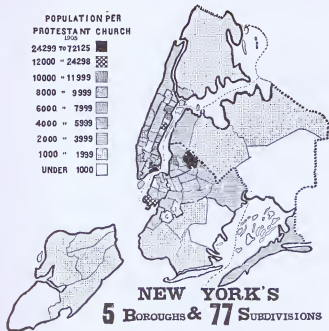 POPULATION PER
PROTESTANT CHURCH
1905
24299 TO 72125
12000 " 24298
10000 " 11999
8000 " 9999
6000 " 7999
4000 " 5999
2000 " 3999
1000 " 1999
UNDER 1000
NEW YORK'S
5 BOROUGHS & 77 SUBDIVISIONS